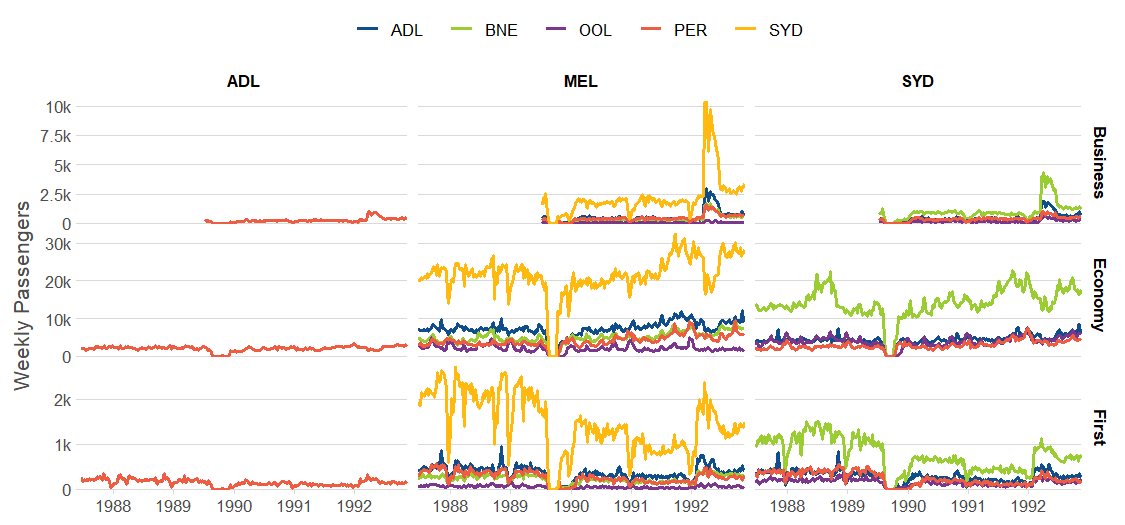 ADL BNE OOL PER SYD
ADL MEL SYD
Weekly Passengers
10k
7.5k
5k
2.5k
0
Business
30k
20k
10k
0
Economy
2k
1k
0
First
1988 1989 1990 1991 1992 1988 1989 1990 1991 1992 1988 1989 1990 1991 1992